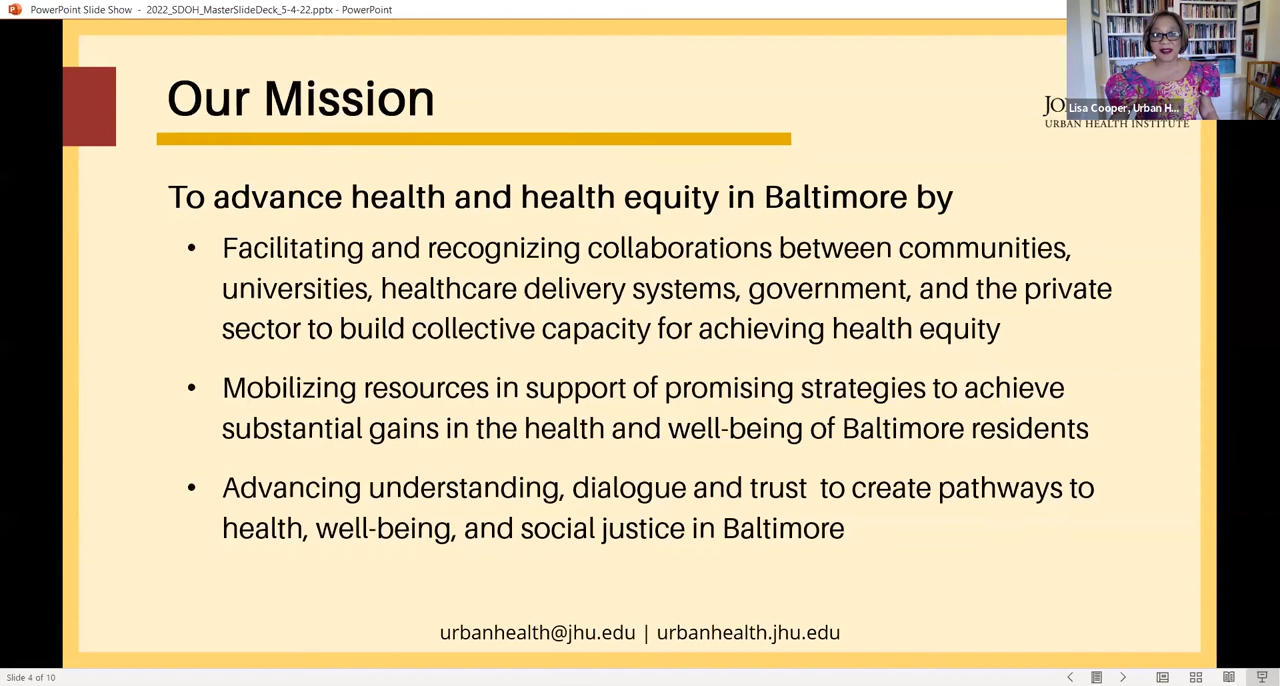 PowerPoint Slide Show - 2022_SDOH_MasterSlideDeck_5-4-22.pptx - PowerPoint
Our Mission
Lisa Cooper, Urban H...
URBAN HEALTH INSTITUTE
To advance health and health equity in Baltimore by
• Facilitating and recognizing collaborations between communities,
universities, healthcare delivery systems, government, and the private
sector to build collective capacity for achieving health equity
• Mobilizing resources in support of promising strategies to achieve
substantial gains in the health and well-being of Baltimore residents
• Advancing understanding, dialogue and trust to create pathways to
health, well-being, and social justice in Baltimore
urbanhealth@jhu.edu | urbanhealth.jhu.edu
Slide 4 of 10